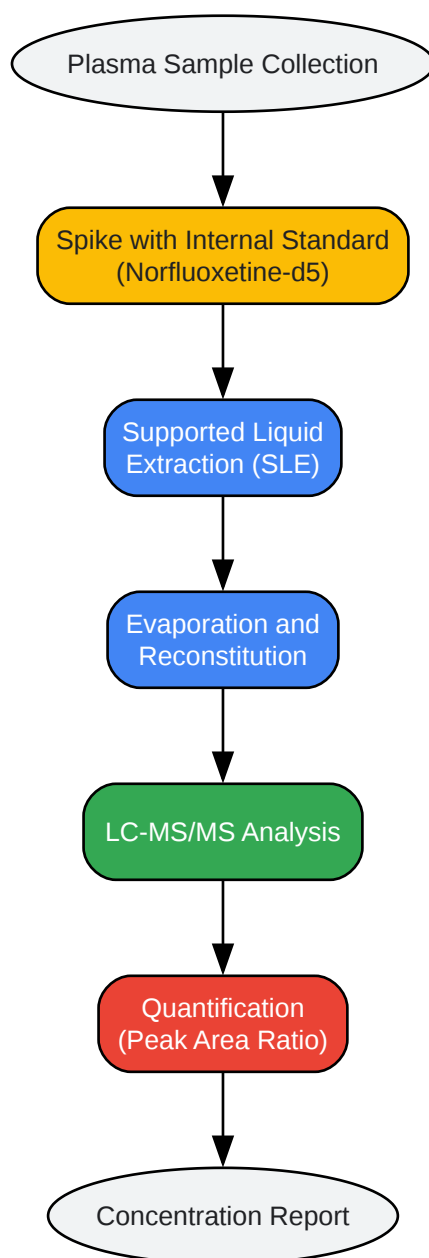 Plasma Sample Collection
Spike with Internal Standard
(Norfluoxetine-d5)
Supported Liquid
Extraction (SLE)
Evaporation and
Reconstitution
LC-MS/MS Analysis
Quantification
(Peak Area Ratio)
Concentration Report